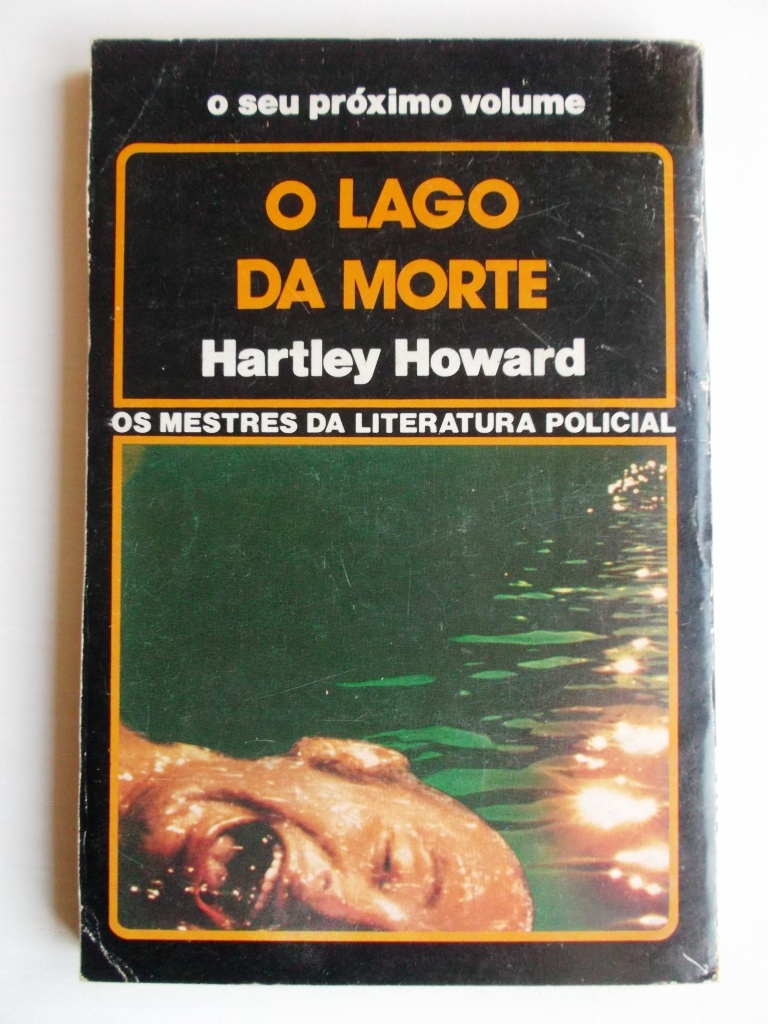 o seu próximo volume
O LAGO
DA MORTE
Hartley Howard
OS MESTRES DA LITERATURA POLICIAL